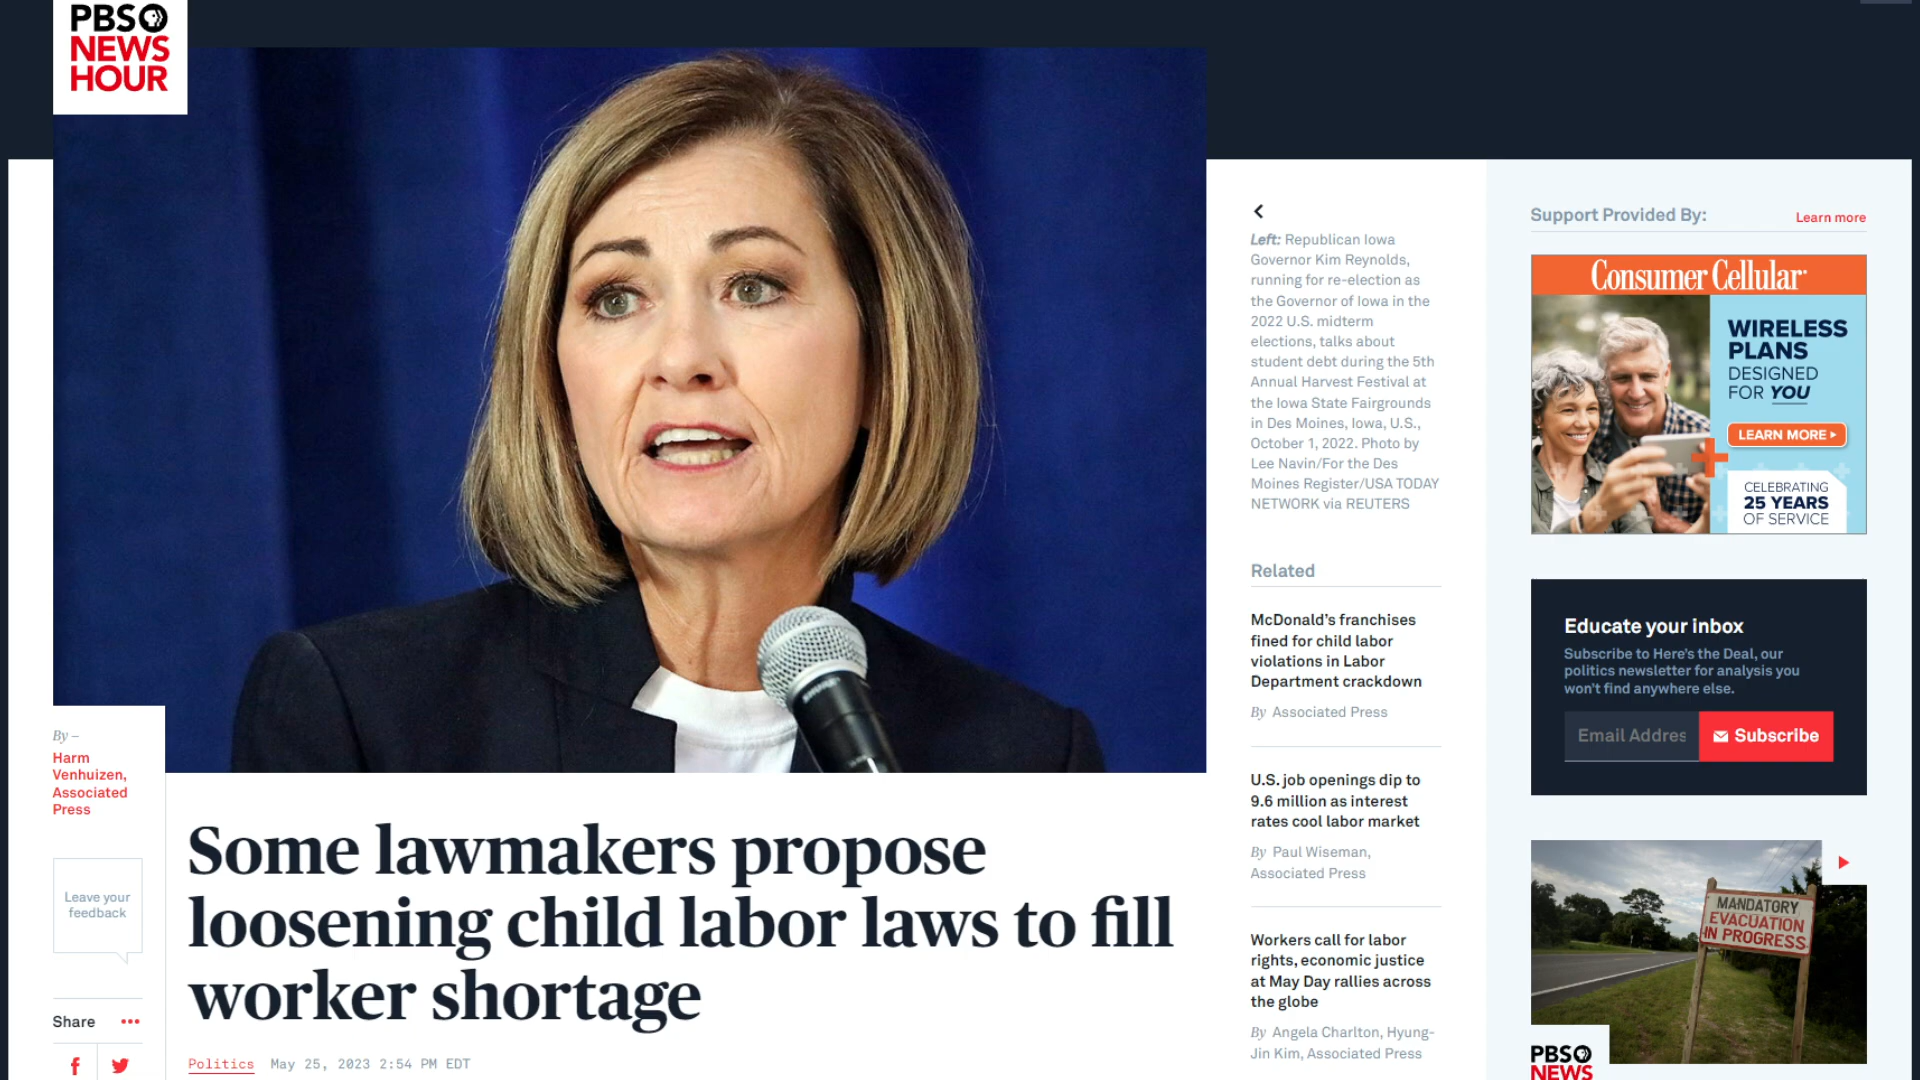 PBS
NEWS
HOUR
By –
Harm
Venhuizen,
Associated
Press
Leave your
feedback
Share
Some lawmakers propose
loosening child labor laws to fill
worker shortage
Politics May 25, 2023 2:54 PM EDT
Left: Republican Iowa
Governor Kim Reynolds,
running for re-election as
the Governor of Iowa in the
2022 U.S. midterm
elections, talks about
student debt during the 5th
Annual Harvest Festival at
the Iowa State Fairgrounds
in Des Moines, Iowa, U.S.,
October 1, 2022. Photo by
Lee Navin/For the Des
Moines Register/USA TODAY
NETWORK via REUTERS
Related
McDonald's franchises
fined for child labor
violations in Labor
Department crackdown
By Associated Press
U.S. job openings dip to
9.6 million as interest
rates cool labor market
By Paul Wiseman,
Associated Press
Workers call for labor
rights, economic justice
at May Day rallies across
the globe
By Angela Charlton, Hyung-
Jin Kim, Associated Press
Support Provided By: Learn more
Consumer Cellular
WIRELESS
PLANS
DESIGNED
FOR YOU
LEARN MORE
CELEBRATING
25 YEARS
OF SERVICE
Educate your inbox
Subscribe to Here's the Deal, our
politics newsletter for analysis you
won't find anywhere else.
Email Addres Subscribe
MANDATORY
EVACUATION
IN PROGRESS
PBS
NEWS